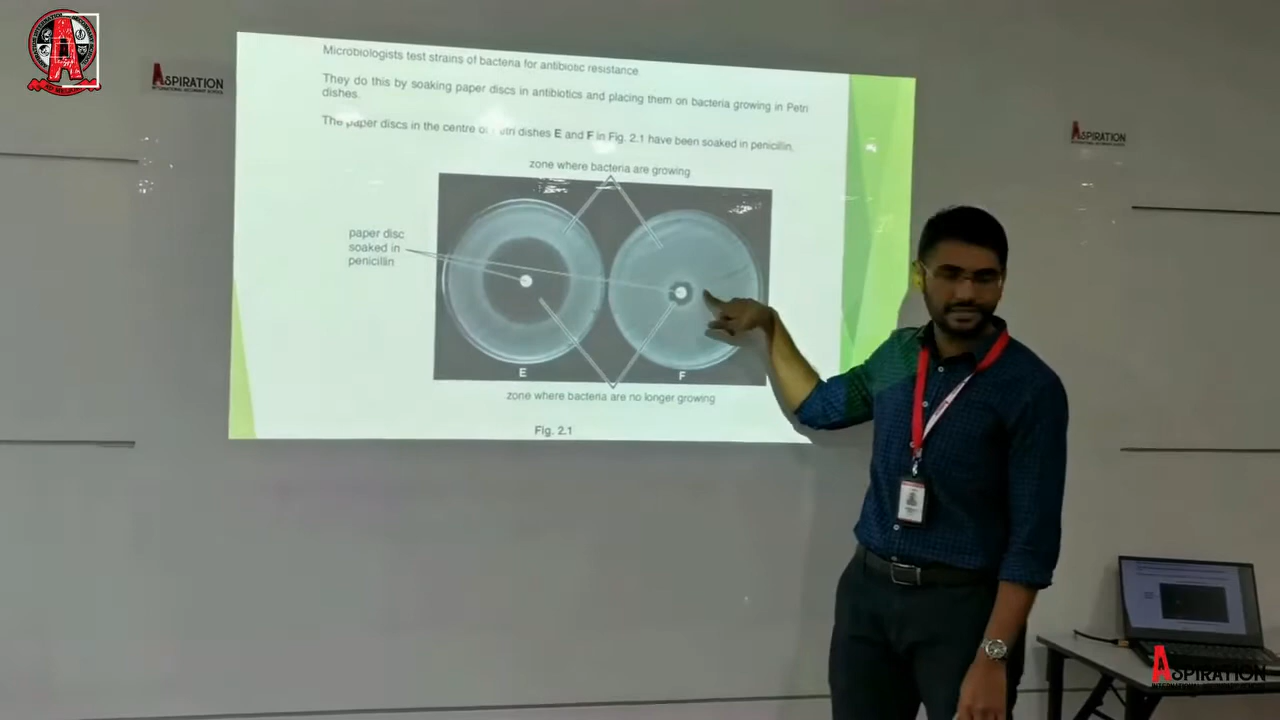 ASPIRATION
Microbiologists test strains of bacteria for antibiotic resistance.
They do this by soaking paper discs in antibiotics and placing them on bacteria growing in Petri
dishes.
The paper discs in the centre of Petri dishes E and F in Fig. 2.1 have been soaked in penicillin.
zone where bacteria are growing
paper disc
soaked in
penicillin
E
F
zone where bacteria are no longer growing
Fig. 2.1
ASPIRATION
ASPIRATION